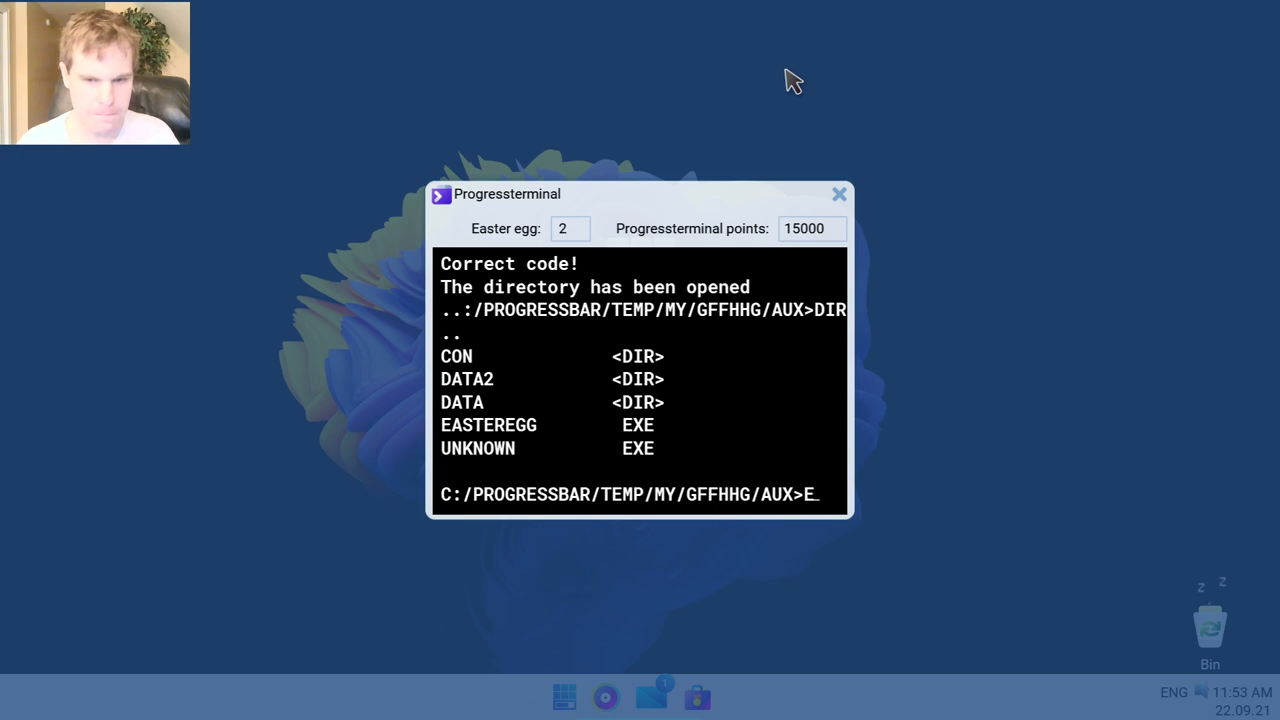 Progressterminal
Easter egg: 2 Progressterminal points: 15000
Correct code!
The directory has been opened
..:/PROGRESSBAR/TEMP/MY/GFFHHG/AUX>DIR
..
CON <DIR>
DATA2 <DIR>
DATA <DIR>
EASTEREGG EXE
UNKNOWN EXE
C:/PROGRESSBAR/TEMP/MY/GFFHHG/AUX>E_
z z
Bin
1
ENG 11:53 AM
22.09.21